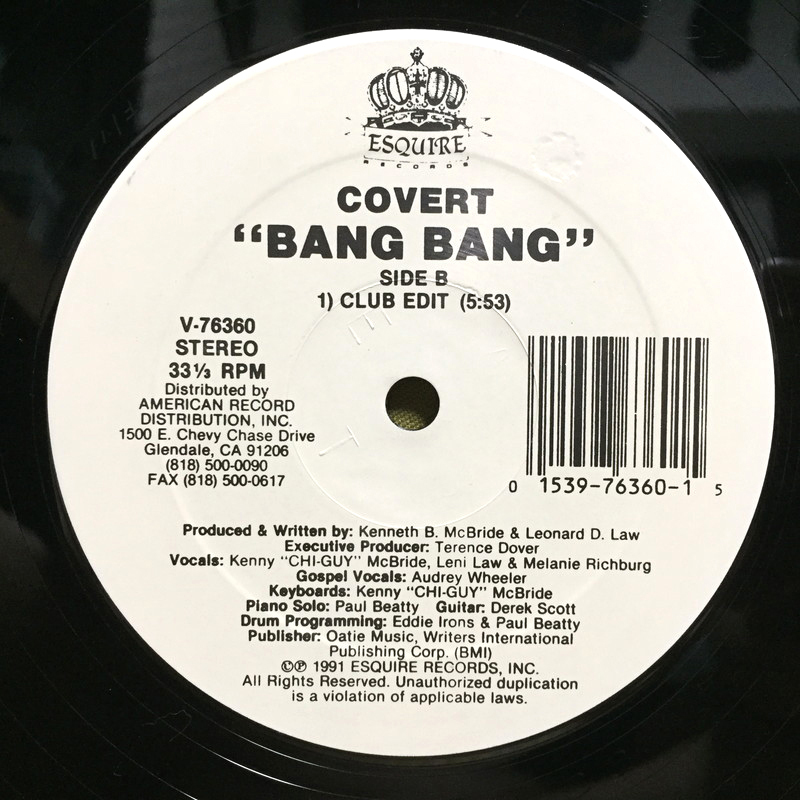 ESQUIRE
RECORDS
COVERT
“BANG BANG”
SIDE B
1) CLUB EDIT (5:53)
V-76360
STEREO
33⅓ RPM
Distributed by
AMERICAN RECORD
DISTRIBUTION, INC.
1500 E. Chevy Chase Drive
Glendale, CA 91206
(818) 500-0090
FAX (818) 500-0617
0 1539-76360-1 5
Produced & Written by: Kenneth B. McBride & Leonard D. Law
Executive Producer: Terence Dover
Vocals: Kenny "CHI-GUY" McBride, Leni Law & Melanie Richburg
Gospel Vocals: Audrey Wheeler
Keyboards: Kenny "CHI-GUY" McBride
Piano Solo: Paul Beatty Guitar: Derek Scott
Drum Programming: Eddie Irons & Paul Beatty
Publisher: Oatie Music, Writers International
Publishing Corp. (BMI)
©℗ 1991 ESQUIRE RECORDS, INC.
All Rights Reserved. Unauthorized duplication
is a violation of applicable laws.